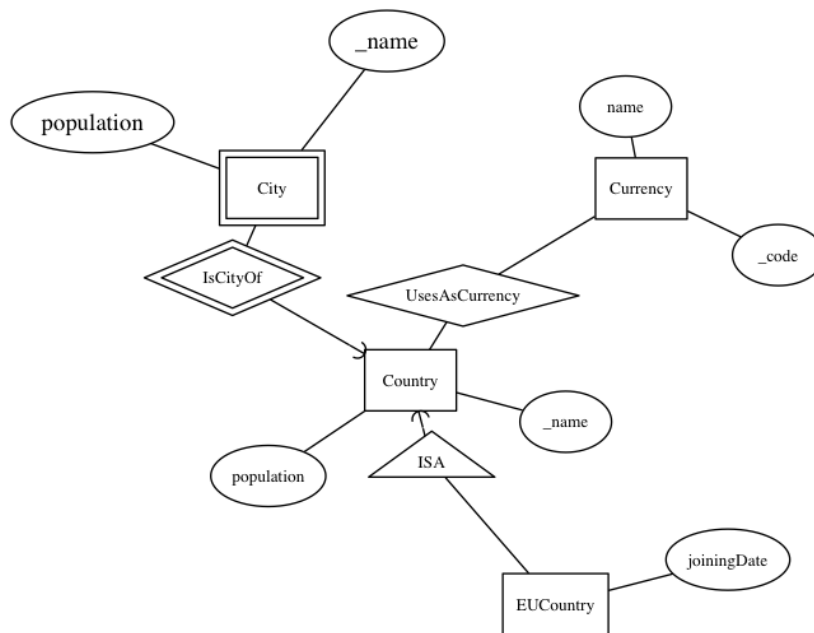 _name
population
name
City
Currency
_code
IsCityOf
UsesAsCurrency
Country
_name
population
ISA
joiningDate
EUCountry